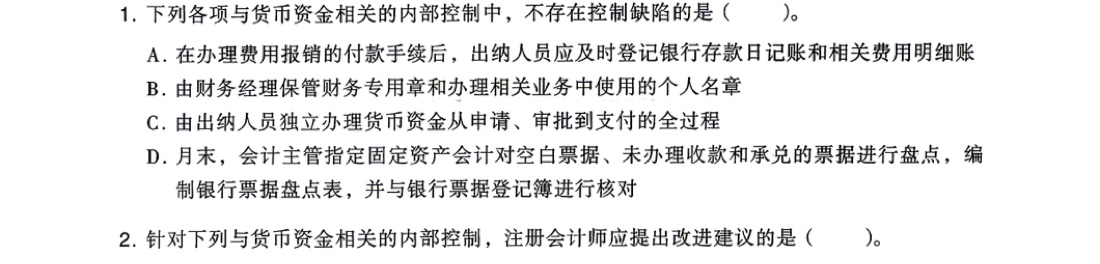 1. 下列各项与货币资金相关的内部控制中，不存在控制缺陷的是（　　）。
A. 在办理费用报销的付款手续后，出纳人员应及时登记银行存款日记账和相关费用明细账
B. 由财务经理保管财务专用章和办理相关业务中使用的个人名章
C. 由出纳人员独立办理货币资金从申请、审批到支付的全过程
D. 月末，会计主管指定固定资产会计对空白票据、未办理收款和承兑的票据进行盘点，编
制银行票据盘点表，并与银行票据登记簿进行核对
2. 针对下列与货币资金相关的内部控制，注册会计师应提出改进建议的是（　　）。